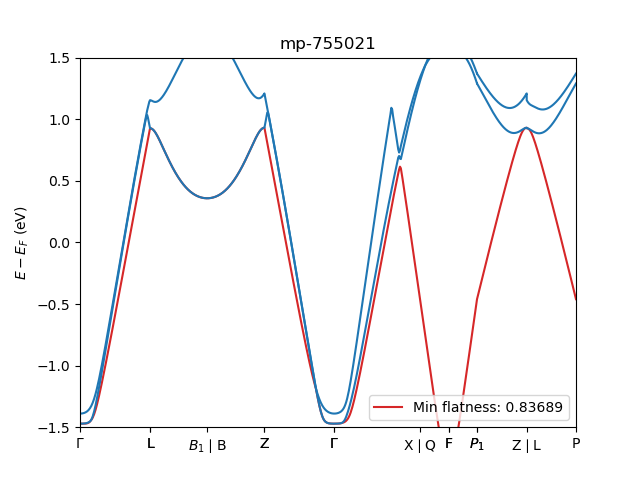 mp-755021
E − E_F (eV)
1.5
1.0
0.5
0.0
−0.5
−1.0
−1.5
Min flatness: 0.83689
Γ L B₁ | B Z Γ X | Q F P₁ Z | L P